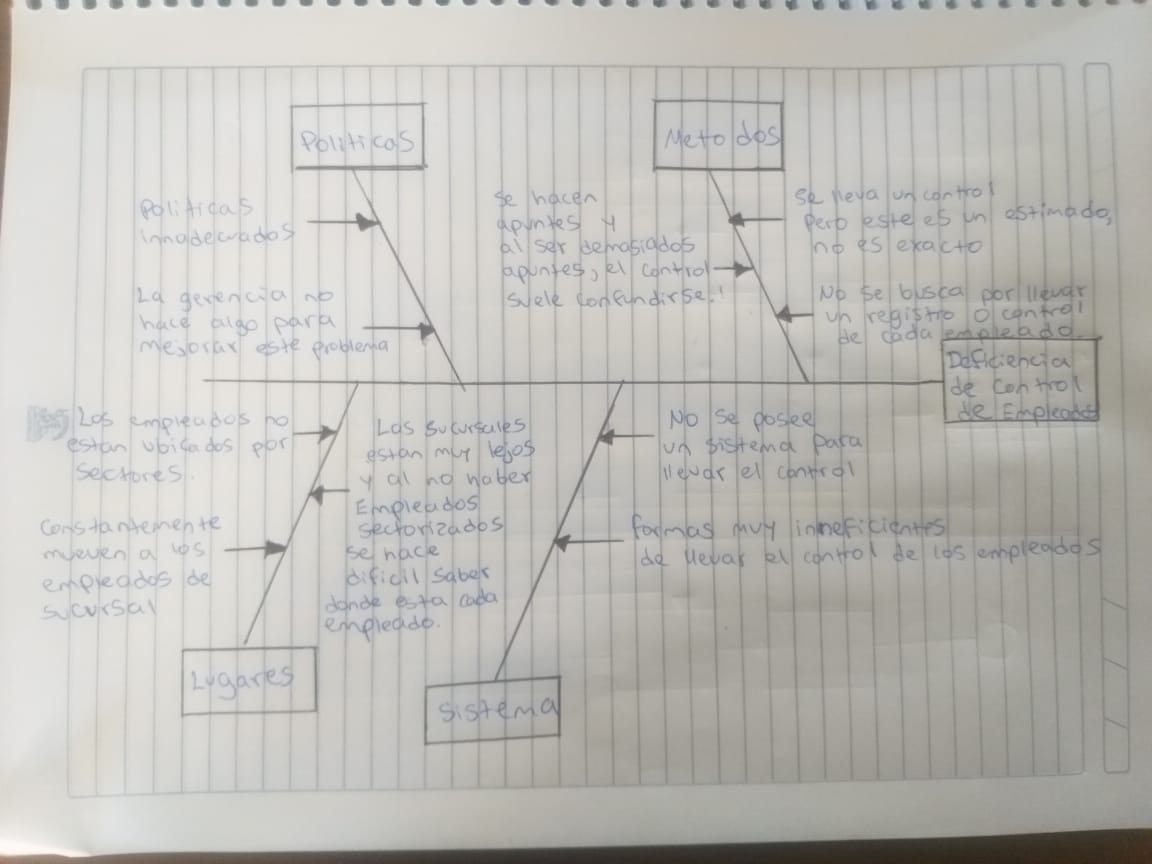 Politicas
Politicas
innadecuados
La gerencia no
hace algo para
mejorar este problema
Metodos
se hacen
apuntes y
al ser demasiados
apuntes, el control
suele confundirse.
se lleva un control
pero este es un estimado,
no es exacto
No se busca por llevar
un registro o control
de cada empleado
Deficiencia
de control
de Empleado
Los empleados no
estan ubicados por
sectores.
Constantemente
mueven a los
empleados de
sucursal
Las sucursales
estan muy lejos
y al no haber
Empleados
sectorizados
se hace
dificil saber
donde esta cada
empleado.
Lugares
No se posee
un sistema para
llevar el control
formas muy inneficientes
de llevar el control de los empleados
Sistema